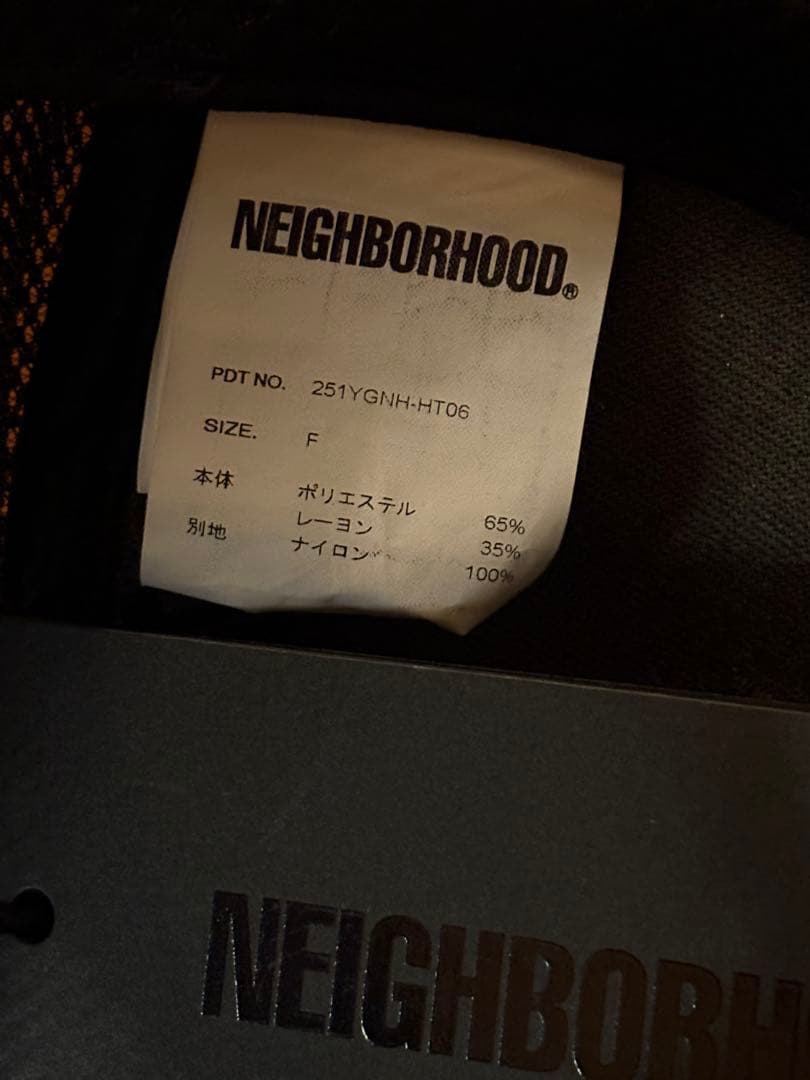 NEIGHBORHOOD®
PDT NO. 251YGNH-HT06
SIZE. F
本体 ポリエステル 65%
レーヨン 35%
別地 ナイロン 100%
NEIGHBORH